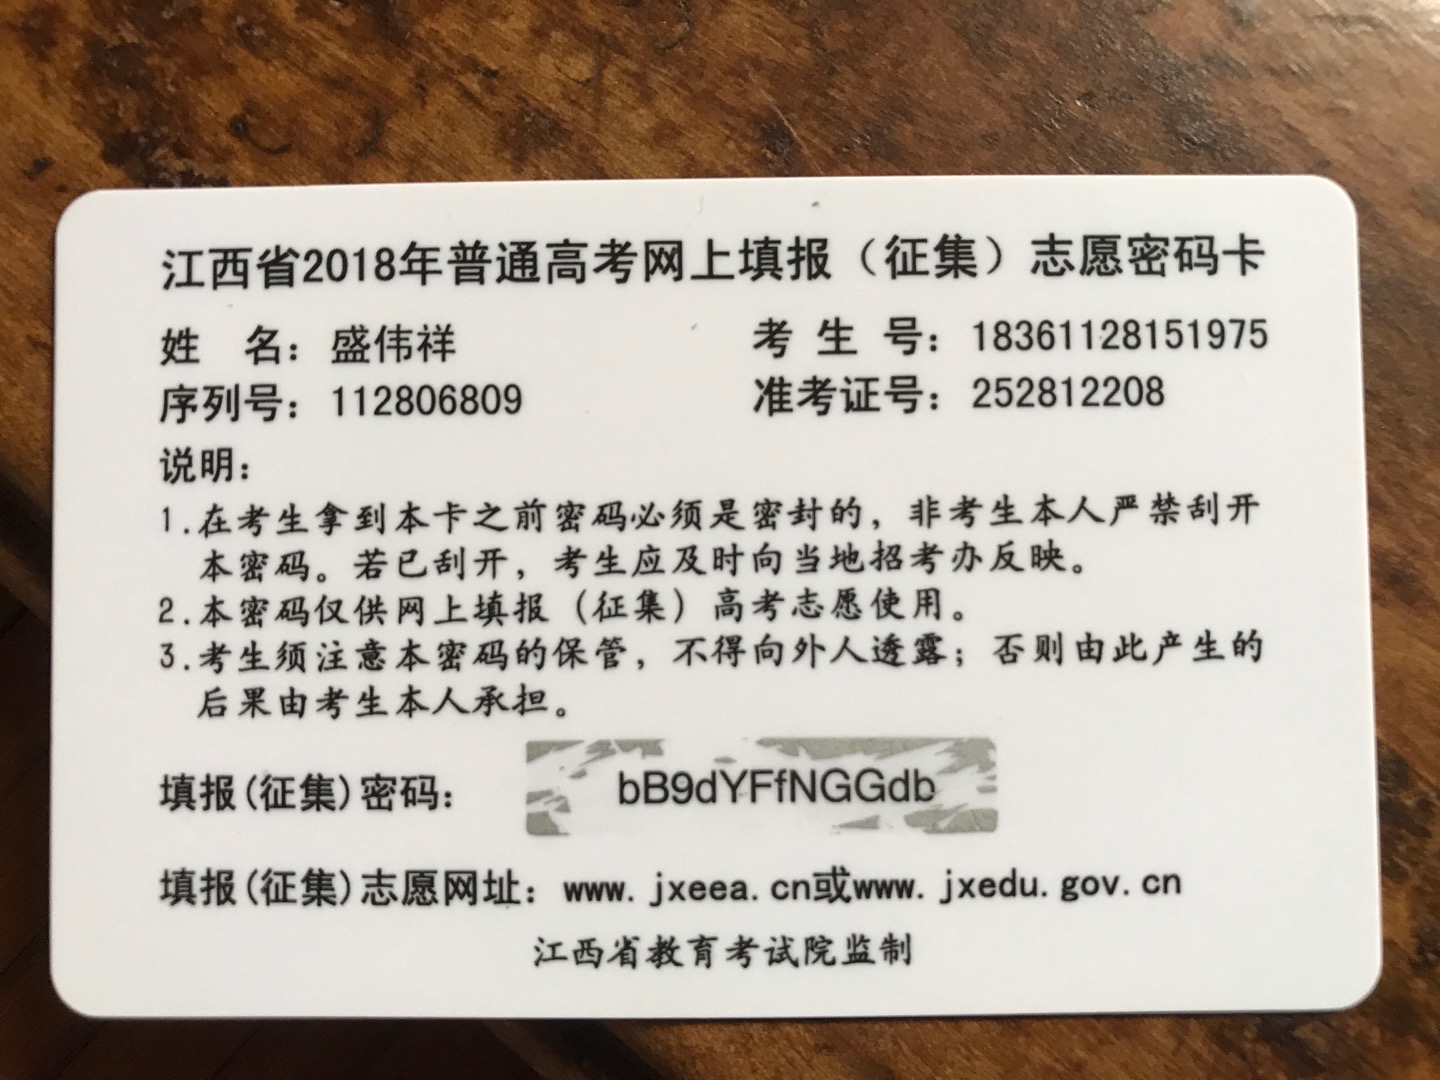 江西省2018年普通高考网上填报（征集）志愿密码卡
姓 名：盛伟祥 考 生 号：18361128151975
序列号：112806809 准考证号：252812208
说明：
1.在考生拿到本卡之前密码必须是密封的，非考生本人严禁刮开
本密码。若已刮开，考生应及时向当地招考办反映。
2.本密码仅供网上填报（征集）高考志愿使用。
3.考生须注意本密码的保管，不得向外人透露；否则由此产生的
后果由考生本人承担。
填报(征集)密码： bB9dYFfNGGdb
填报(征集)志愿网址：www.jxeea.cn或www.jxedu.gov.cn
江西省教育考试院监制